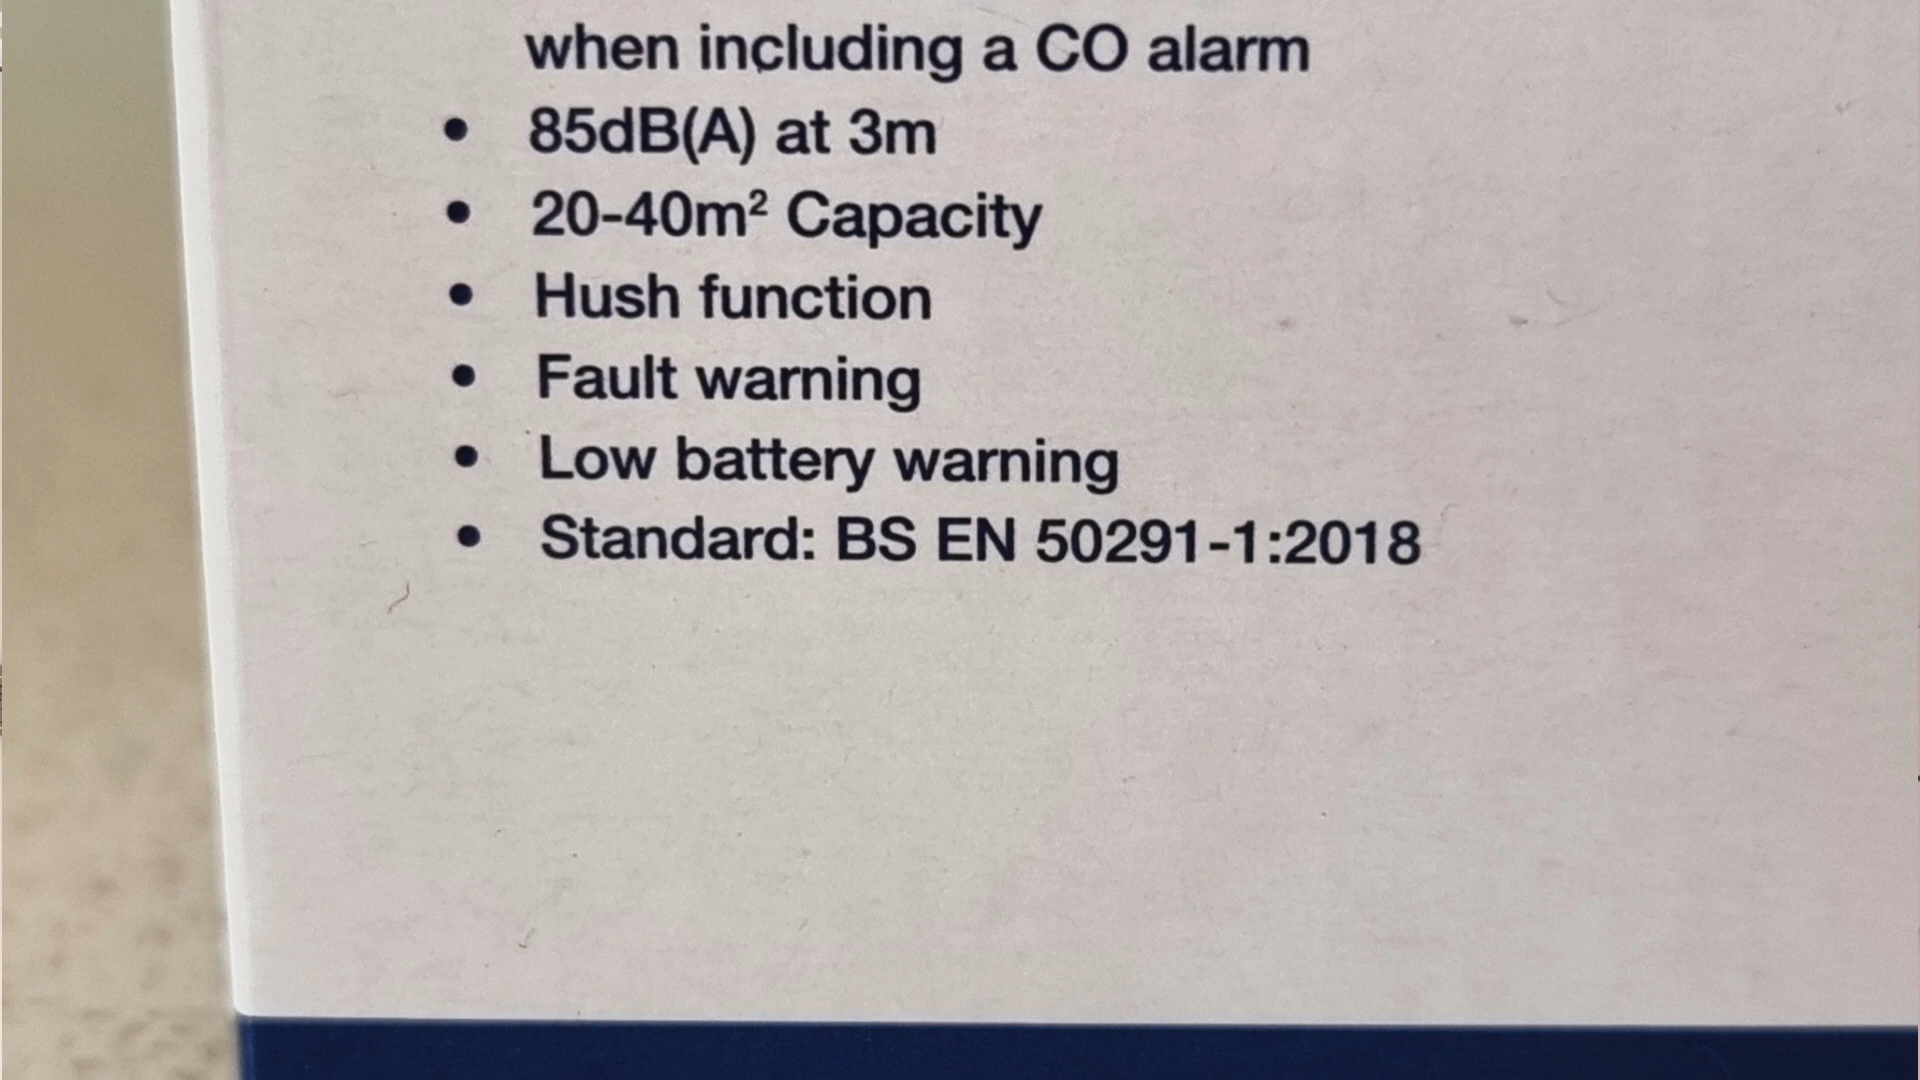 when including a CO alarm
• 85dB(A) at 3m
• 20-40m² Capacity
• Hush function
• Fault warning
• Low battery warning
• Standard: BS EN 50291-1:2018